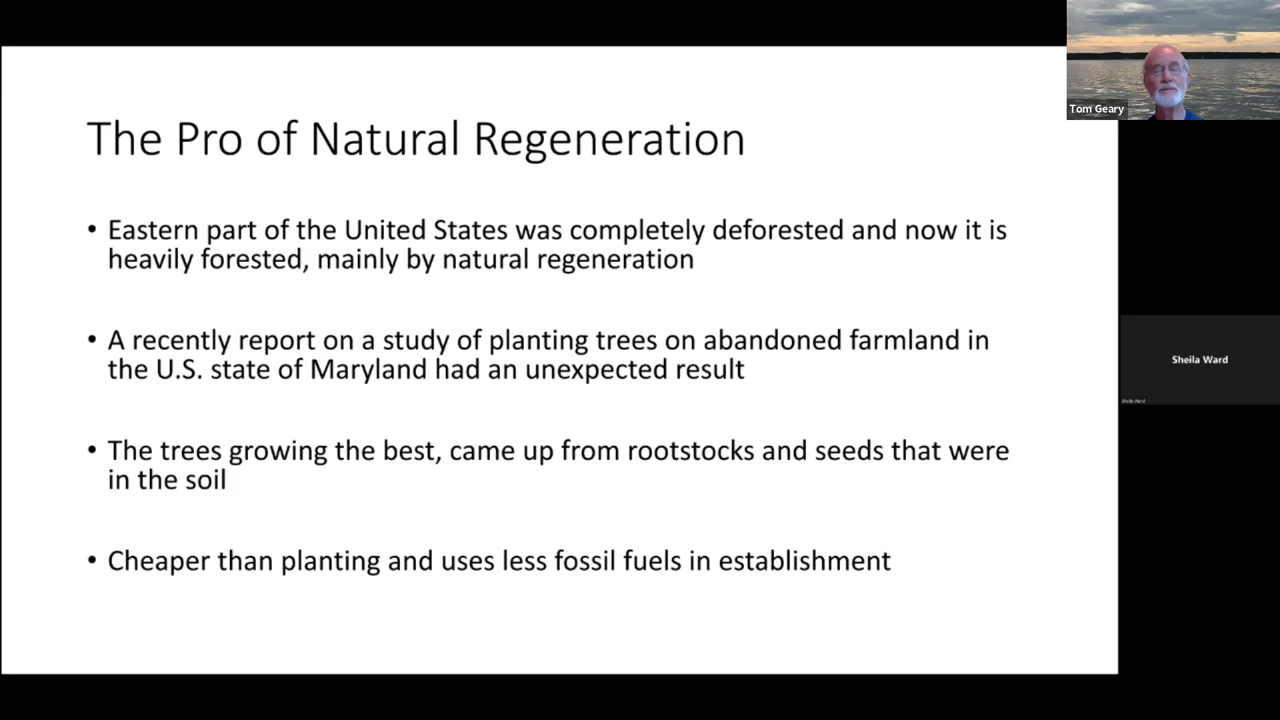 Tom Geary
The Pro of Natural Regeneration
• Eastern part of the United States was completely deforested and now it is
heavily forested, mainly by natural regeneration
• A recently report on a study of planting trees on abandoned farmland in
the U.S. state of Maryland had an unexpected result
• The trees growing the best, came up from rootstocks and seeds that were
in the soil
• Cheaper than planting and uses less fossil fuels in establishment
Sheila Ward
Sheila Ward